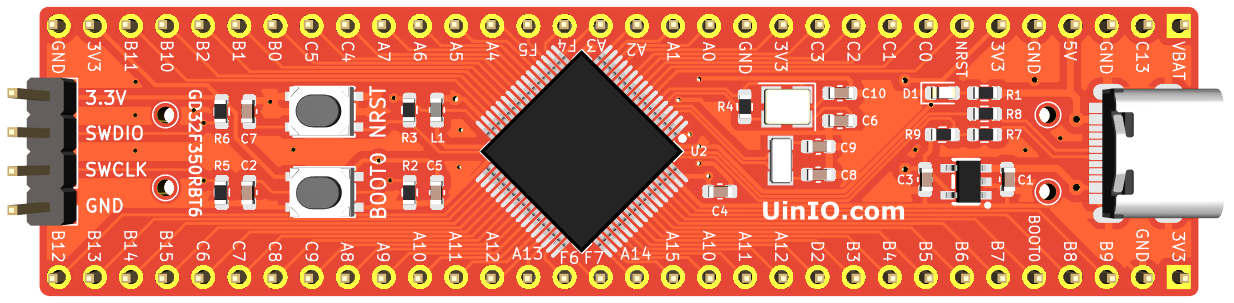 GND 3V3 B11 B10 B2 B1 B0 C5 C4 A7 A6 A5 A4 F5 F4 A3 A2 A1 A0 GND 3V3 C3 C2 C1 C0 NRST 3V3 GND 5V GND C13 VBAT
3.3V
SWDIO
SWCLK
GND
GD32F350RBT6
R6 C7
R5 C2
NRST
BOOT0
R3 L1
R2 C5
U2
R4
C10
C6
C9
C8
C4
D1
R1
R8
R9 R7
C3 C1
UinIO.com
B12 B13 B14 B15 C6 C7 C8 C9 A8 A9 A10 A11 A12 A13 F6 F7 A14 A15 A10 A11 A12 D2 B3 B4 B5 B6 B7 BOOT0 B8 B9 GND 3V3